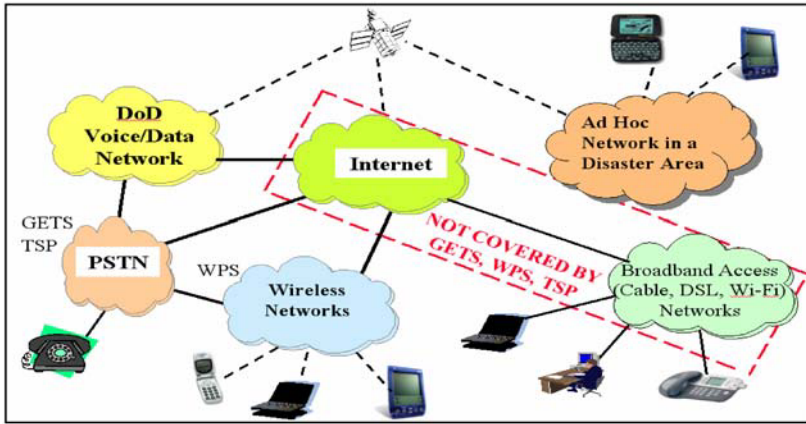 DoD
Voice/Data
Network
Internet
Ad Hoc
Network in a
Disaster Area
GETS
TSP
PSTN
WPS
Wireless
Networks
NOT COVERED BY
GETS, WPS, TSP
Broadband Access
(Cable, DSL, Wi-Fi)
Networks